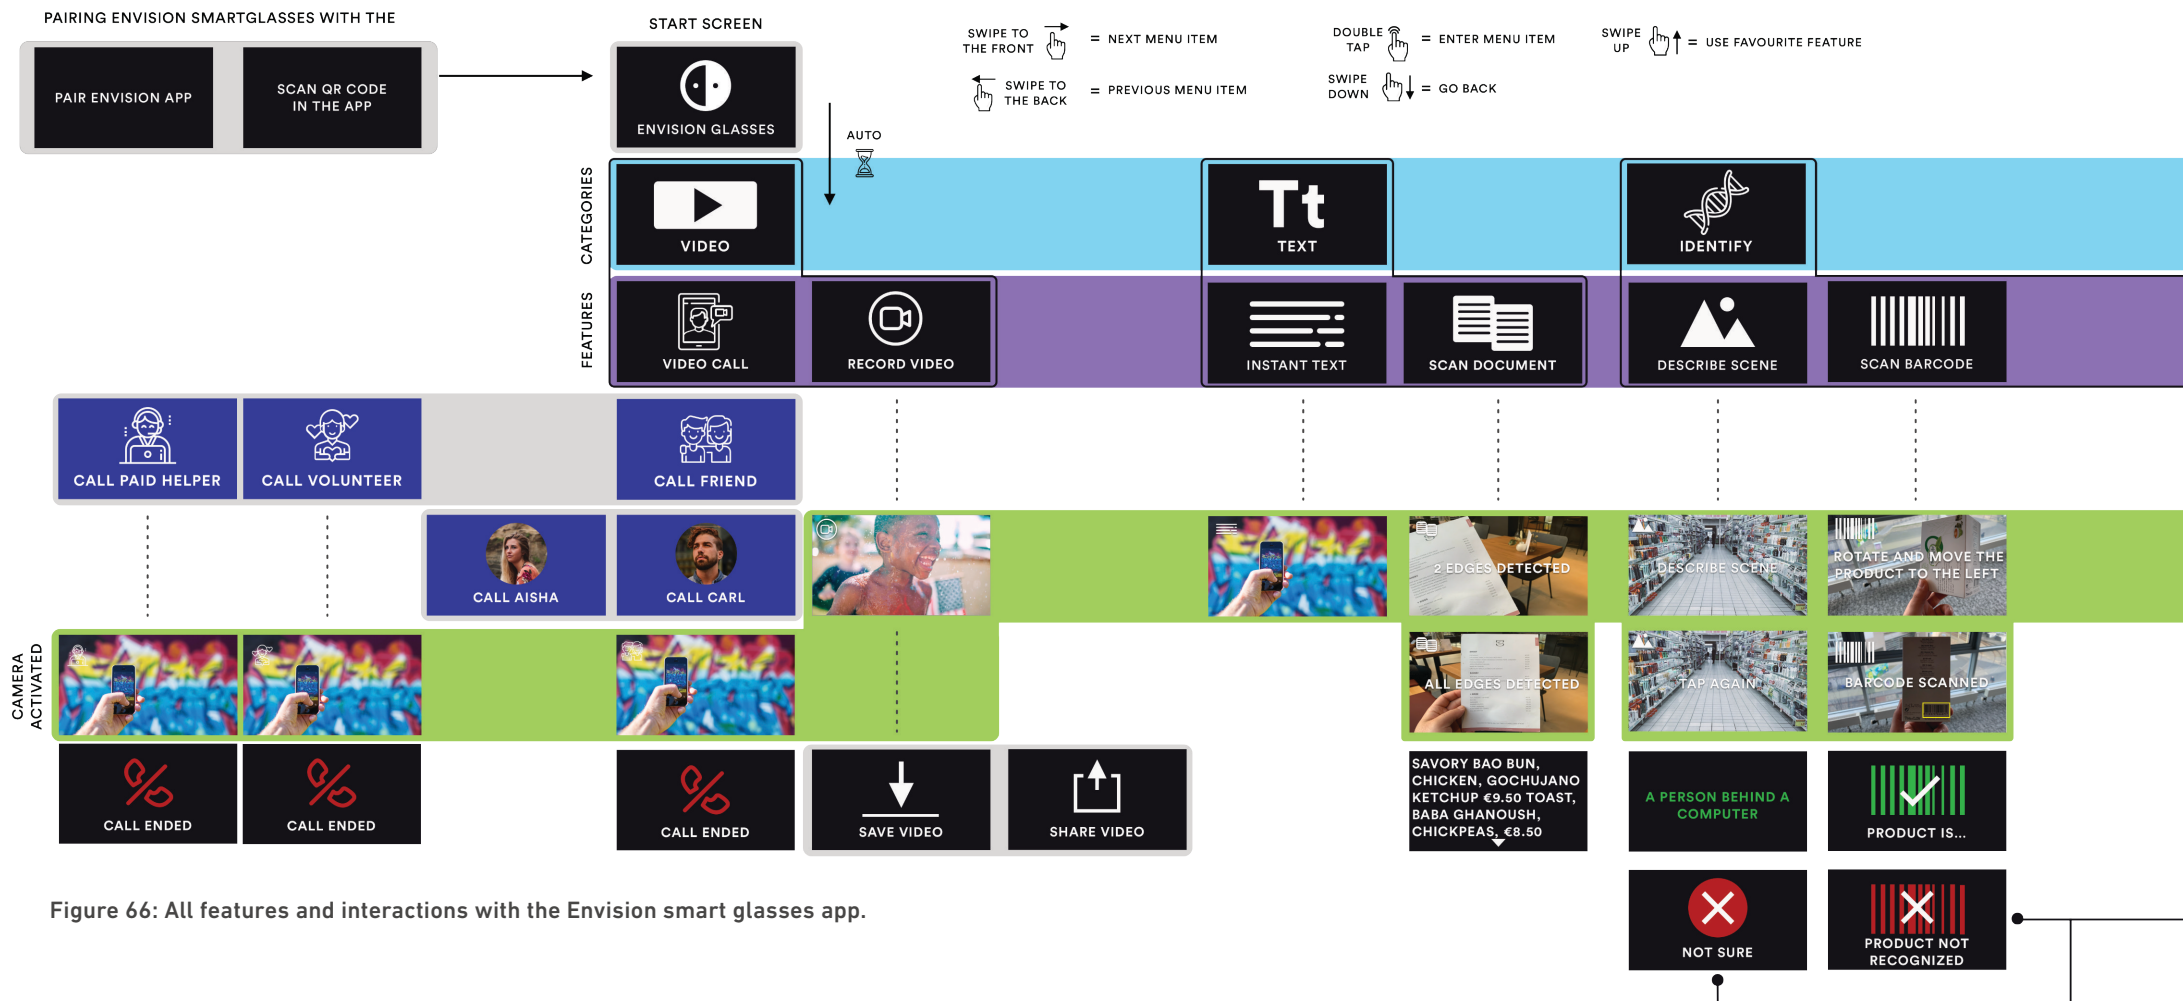 PAIRING ENVISION SMARTGLASSES WITH THE
PAIR ENVISION APP
SCAN QR CODE
IN THE APP
START SCREEN
ENVISION GLASSES
AUTO
SWIPE TO
THE FRONT
= NEXT MENU ITEM
SWIPE TO
THE BACK
= PREVIOUS MENU ITEM
DOUBLE
TAP
= ENTER MENU ITEM
SWIPE
DOWN
= GO BACK
SWIPE
UP
= USE FAVOURITE FEATURE
CATEGORIES
VIDEO
Tt
TEXT
IDENTIFY
FEATURES
VIDEO CALL
RECORD VIDEO
INSTANT TEXT
SCAN DOCUMENT
DESCRIBE SCENE
SCAN BARCODE
CALL PAID HELPER
CALL VOLUNTEER
CALL FRIEND
CALL AISHA
CALL CARL
2 EDGES DETECTED
DESCRIBE SCENE
ROTATE AND MOVE THE
PRODUCT TO THE LEFT
CAMERA
ACTIVATED
ALL EDGES DETECTED
TAP AGAIN
BARCODE SCANNED
CALL ENDED
CALL ENDED
CALL ENDED
SAVE VIDEO
SHARE VIDEO
SAVORY BAO BUN,
CHICKEN, GOCHUJANO
KETCHUP €9.50 TOAST,
BABA GHANOUSH,
CHICKPEAS, €8.50
A PERSON BEHIND A
COMPUTER
PRODUCT IS...
NOT SURE
PRODUCT NOT
RECOGNIZED
Figure 66: All features and interactions with the Envision smart glasses app.